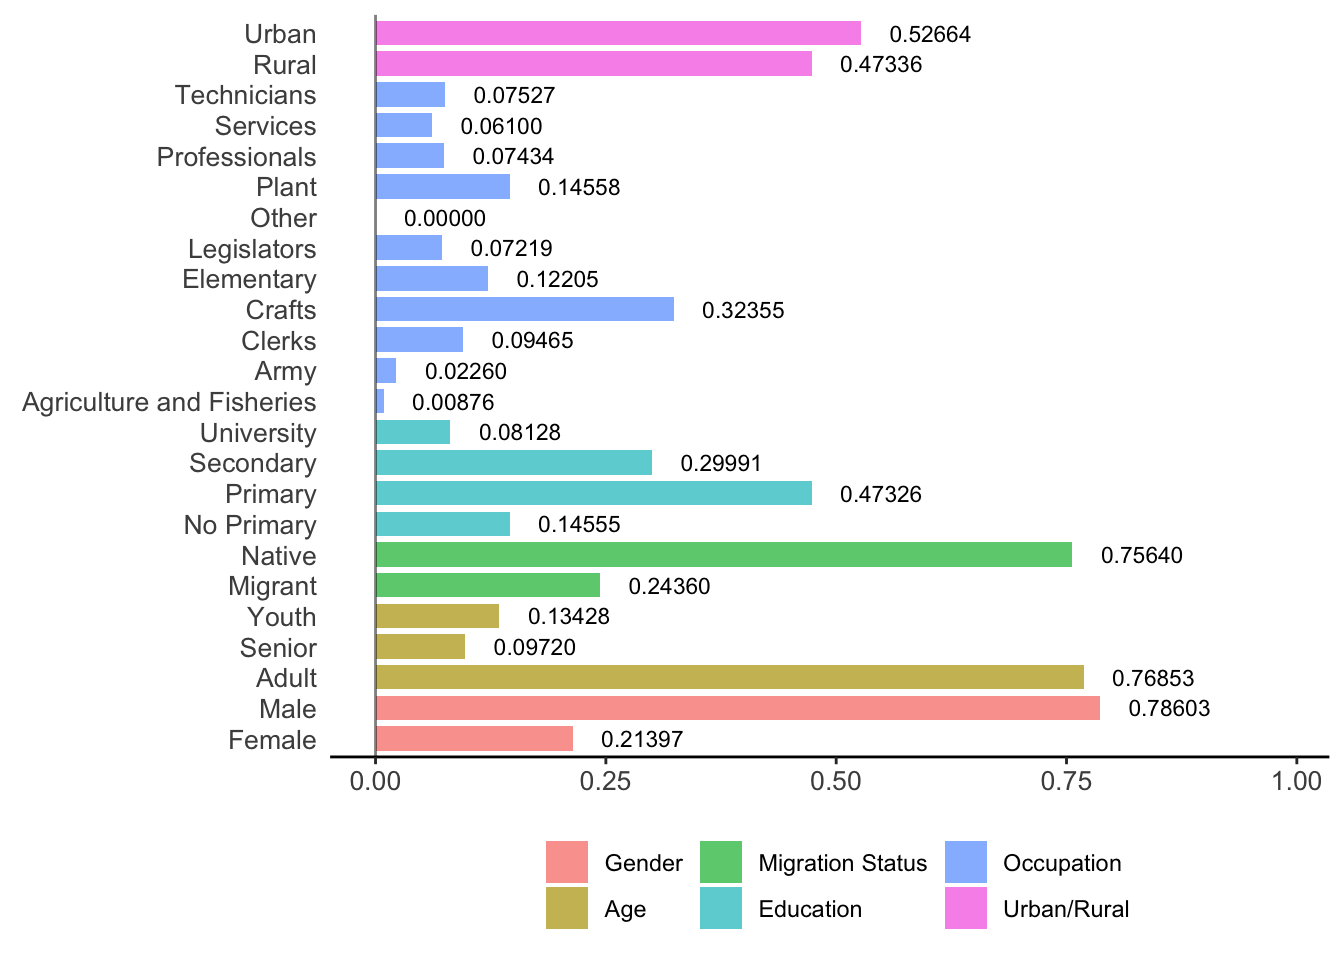 Urban 0.52664
Rural 0.47336
Technicians 0.07527
Services 0.06100
Professionals 0.07434
Plant 0.14558
Other 0.00000
Legislators 0.07219
Elementary 0.12205
Crafts 0.32355
Clerks 0.09465
Army 0.02260
Agriculture and Fisheries 0.00876
University 0.08128
Secondary 0.29991
Primary 0.47326
No Primary 0.14555
Native 0.75640
Migrant 0.24360
Youth 0.13428
Senior 0.09720
Adult 0.76853
Male 0.78603
Female 0.21397
0.00 0.25 0.50 0.75 1.00
Gender Migration Status Occupation
Age Education Urban/Rural